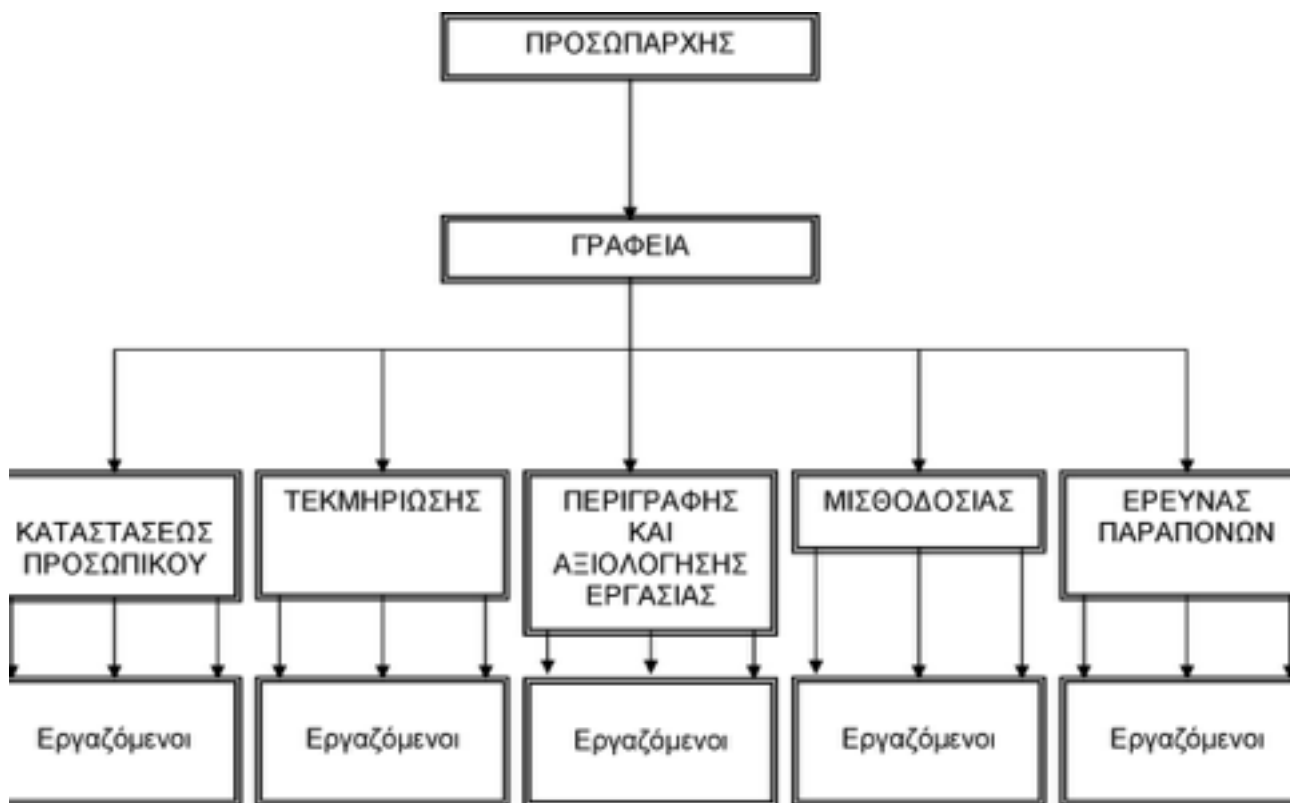 ΠΡΟΣΩΠΑΡΧΗΣ
ΓΡΑΦΕΙΑ
ΚΑΤΑΣΤΑΣΕΩΣ
ΠΡΟΣΩΠΙΚΟΥ
ΤΕΚΜΗΡΙΩΣΗΣ
ΠΕΡΙΓΡΑΦΗΣ
ΚΑΙ
ΑΞΙΟΛΟΓΗΣΗΣ
ΕΡΓΑΣΙΑΣ
ΜΙΣΘΟΔΟΣΙΑΣ
ΕΡΕΥΝΑΣ
ΠΑΡΑΠΟΝΩΝ
Εργαζόμενοι
Εργαζόμενοι
Εργαζόμενοι
Εργαζόμενοι
Εργαζόμενοι